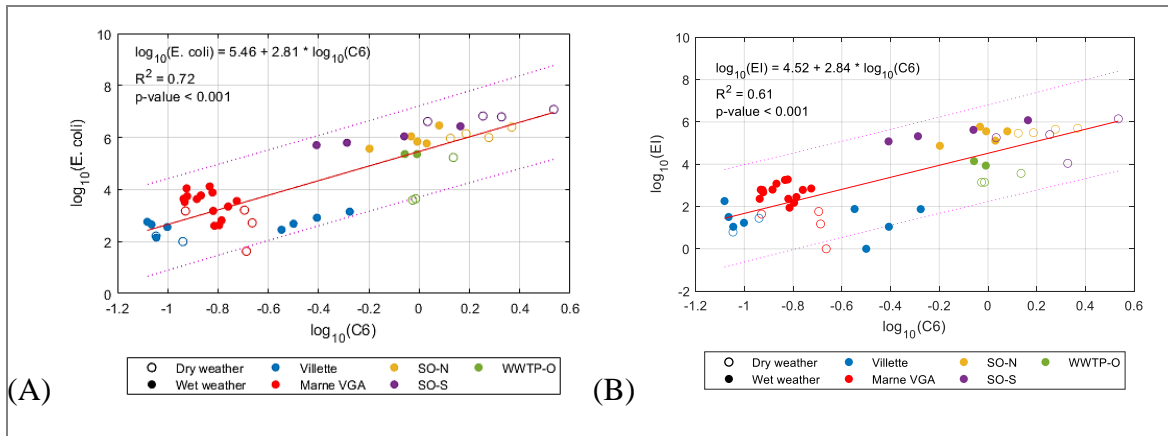 log10(E. coli) = 5.46 + 2.81 * log10(C6)
R2 = 0.72
p-value < 0.001
log10(E. coli)
10
8
6
4
2
0
-1.2 -1 -0.8 -0.6 -0.4 -0.2 0 0.2 0.4 0.6
log10(C6)
Dry weather Villette SO-N WWTP-O
Wet weather Marne VGA SO-S
(A)
log10(EI) = 4.52 + 2.84 * log10(C6)
R2 = 0.61
p-value < 0.001
log10(EI)
10
8
6
4
2
0
-2
-1.2 -1 -0.8 -0.6 -0.4 -0.2 0 0.2 0.4 0.6
log10(C6)
Dry weather Villette SO-N WWTP-O
Wet weather Marne VGA SO-S
(B)